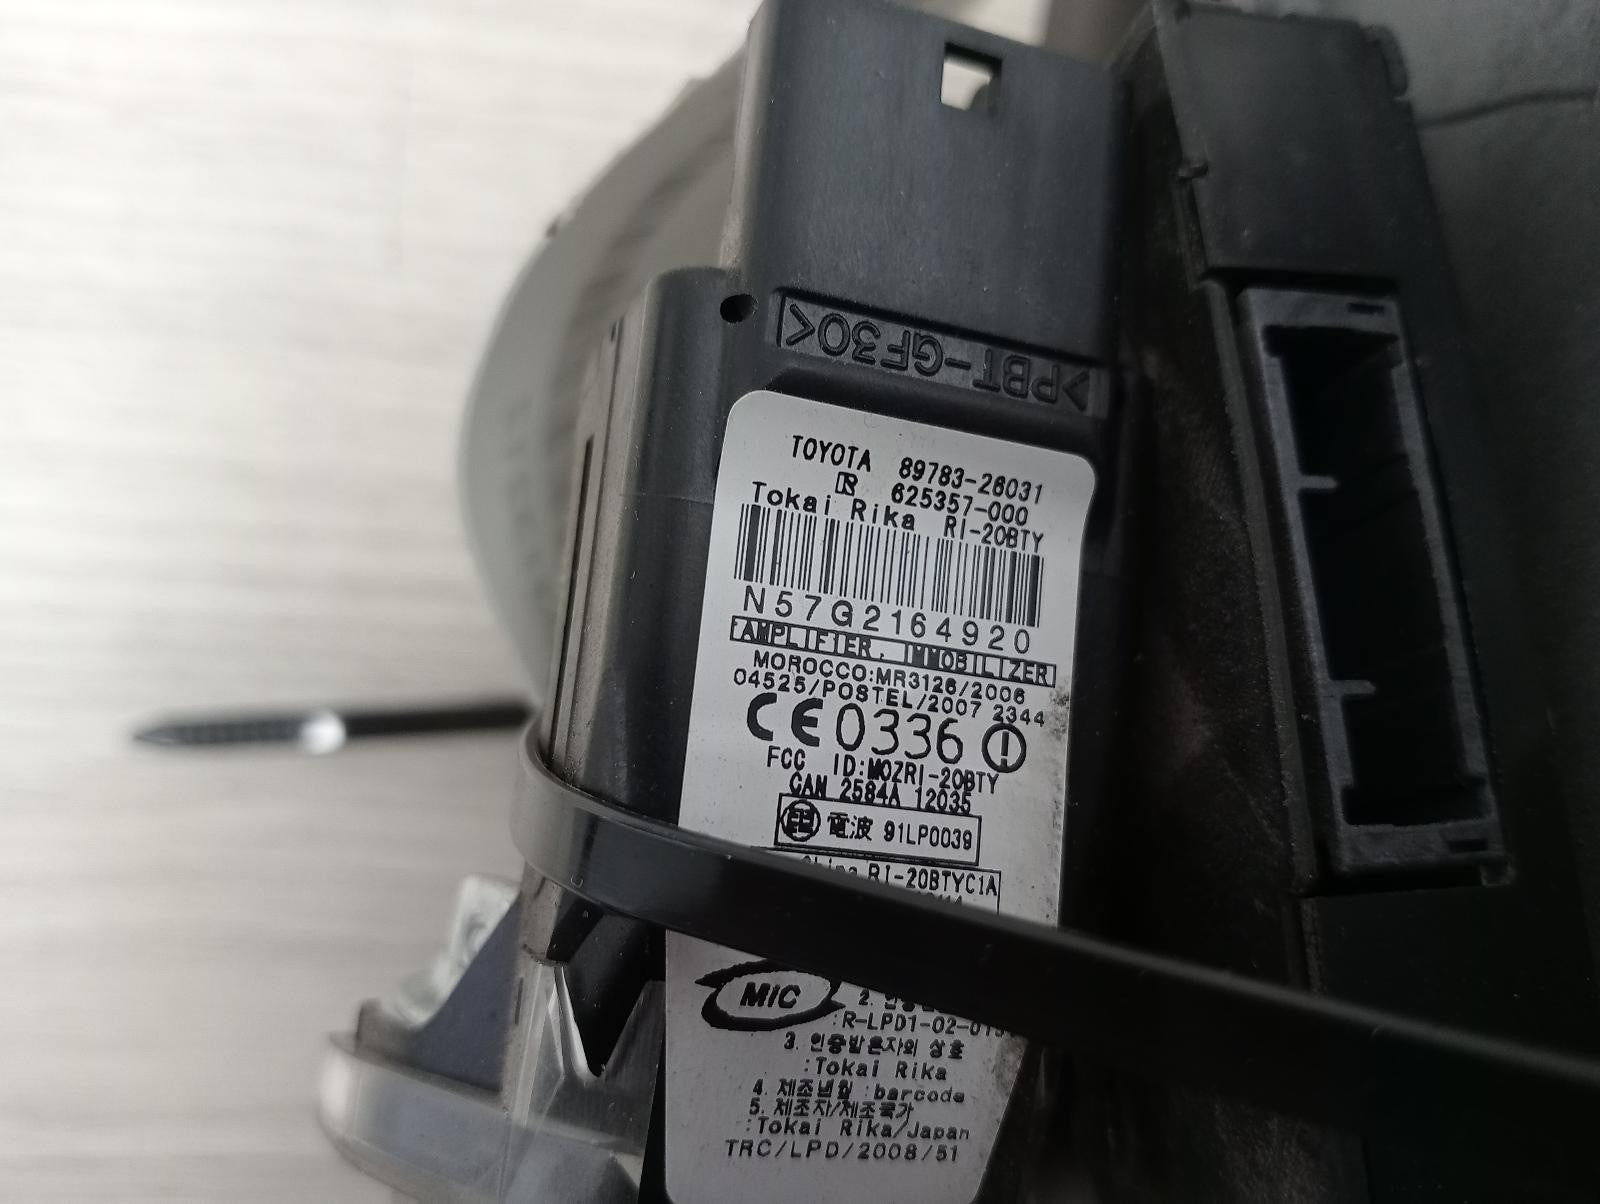 >PBT-GF30<
TOYOTA 89783-26031
R 625357-000
Tokai Rika RI-20BTY
N57G2164920
AMPLIFIER, IMMOBILIZER
MOROCCO:MR3126/2006
04525/POSTEL/2007 2344
CE0336
FCC ID:MOZRI-20BTY
CAN 2584A 12035
電波 91LP0039
China RI-20BTYC1A
MIC
2.
:R-LPD1-02-01
3. 인증받은자의 상호
:Tokai Rika
4. 제조년월 :barcode
5. 제조자/제조국가
:Tokai Rika/Japan
TRC/LPD/2008/51